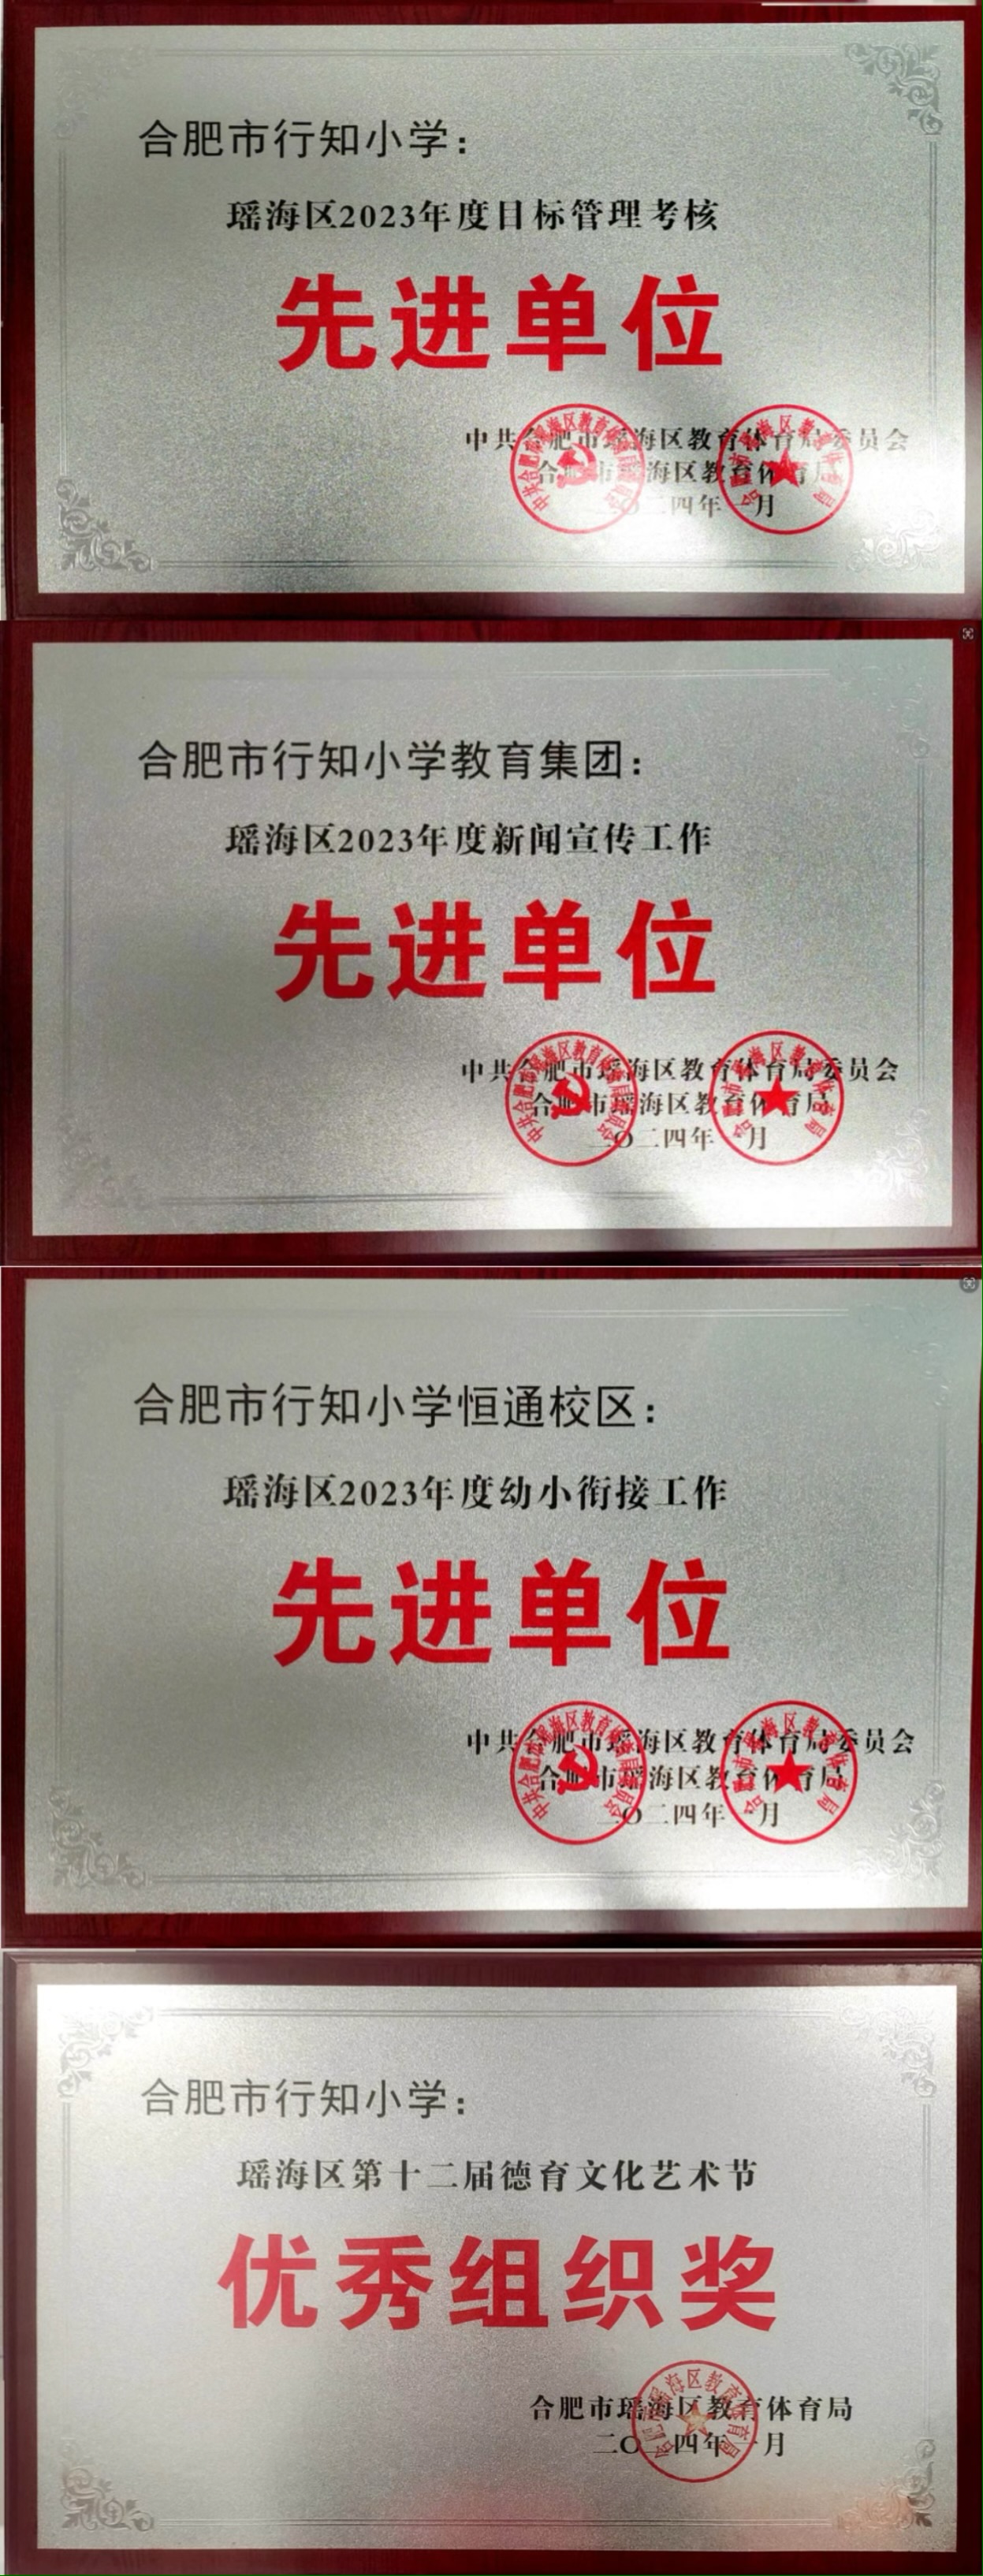 合肥市行知小学：
瑶海区2023年度目标管理考核
先进单位
中共合肥市瑶海区教育体育局委员会
合肥市瑶海区教育体育局
二〇二四年一月
合肥市行知小学教育集团：
瑶海区2023年度新闻宣传工作
先进单位
中共合肥市瑶海区教育体育局委员会
合肥市瑶海区教育体育局
二〇二四年一月
合肥市行知小学恒通校区：
瑶海区2023年度幼小衔接工作
先进单位
中共合肥市瑶海区教育体育局委员会
合肥市瑶海区教育体育局
二〇二四年一月
合肥市行知小学：
瑶海区第十二届德育文化艺术节
优秀组织奖
合肥市瑶海区教育体育局
二〇二四年一月